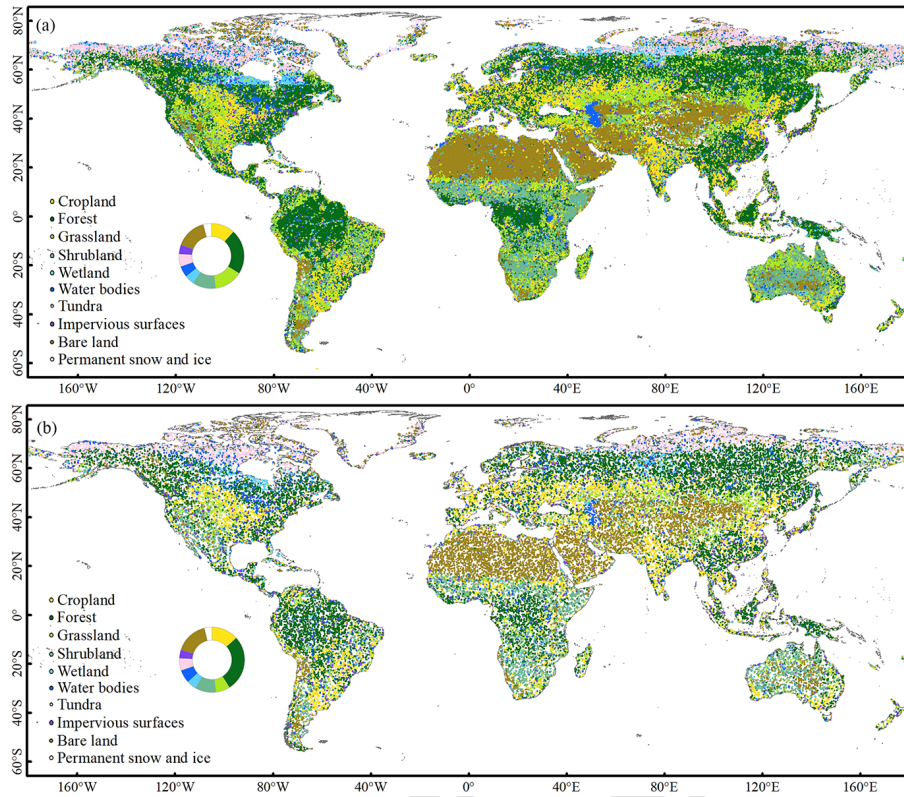 (a)
80°N
60°N
40°N
20°N
0°
20°S
40°S
60°S
Cropland
Forest
Grassland
Shrubland
Wetland
Water bodies
Tundra
Impervious surfaces
Bare land
Permanent snow and ice
160°W 120°W 80°W 40°W 0° 40°E 80°E 120°E 160°E
(b)
80°N
60°N
40°N
20°N
0°
20°S
40°S
60°S
Cropland
Forest
Grassland
Shrubland
Wetland
Water bodies
Tundra
Impervious surfaces
Bare land
Permanent snow and ice
160°W 120°W 80°W 40°W 0° 40°E 80°E 120°E 160°E